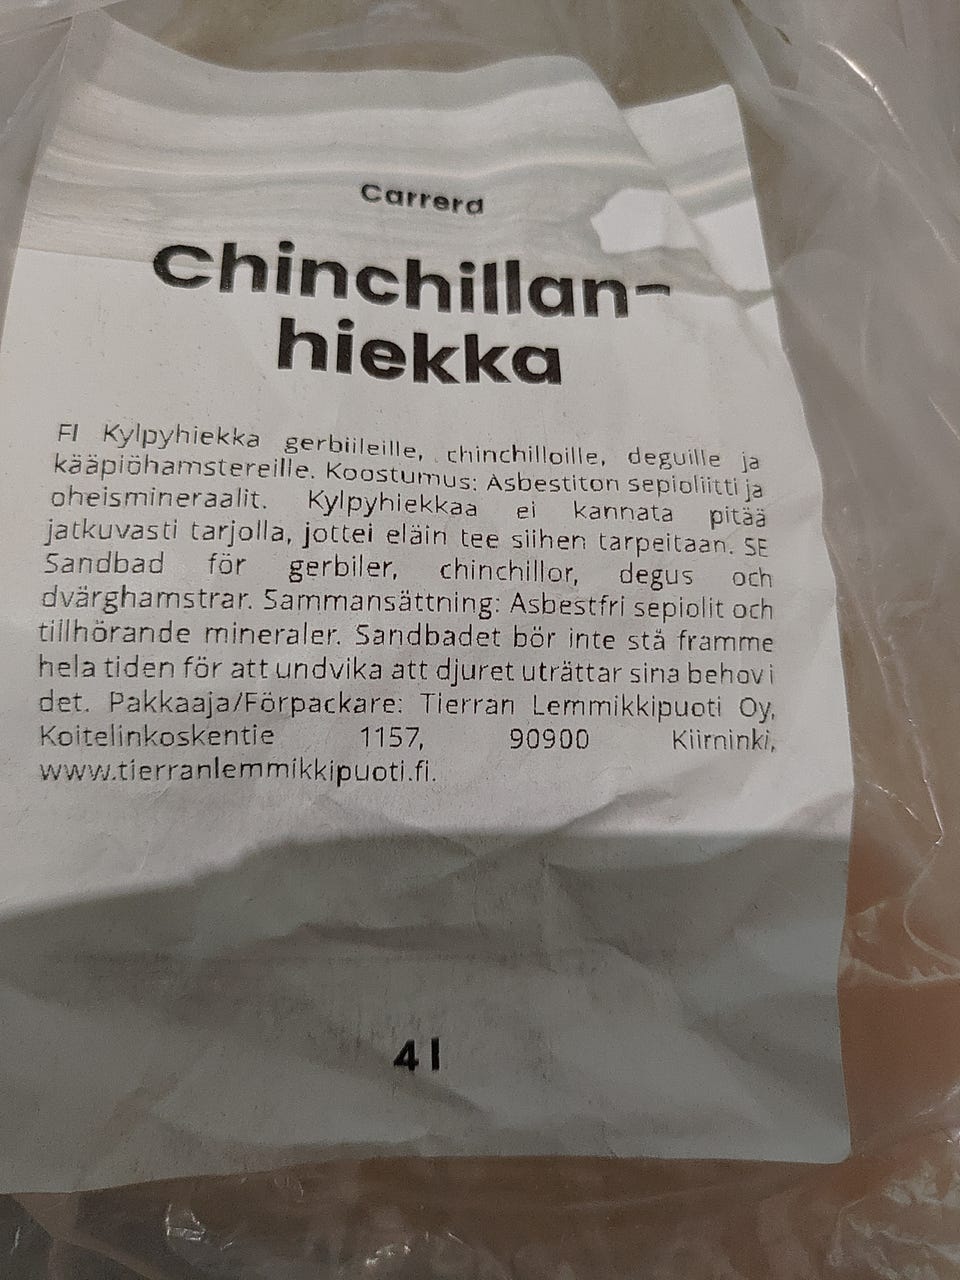 Carrera
Chinchillan-
hiekka
FI Kylpyhiekka gerbiileille, chinchilloille, deguille ja
kääpiöhamstereille. Koostumus: Asbestiton sepioliitti ja
oheismineraalit. Kylpyhiekkaa ei kannata pitää
jatkuvasti tarjolla, jottei eläin tee siihen tarpeitaan. SE
Sandbad för gerbiler, chinchillor, degus och
dvärghamstrar. Sammansättning: Asbestfri sepiolit och
tillhörande mineraler. Sandbadet bör inte stå framme
hela tiden för att undvika att djuret uträttar sina behov i
det. Pakkaaja/Förpackare: Tierran Lemmikkipuoti Oy,
Koitelinkoskentie 1157, 90900 Kiiminki,
www.tierranlemmikkipuoti.fi.
4 l